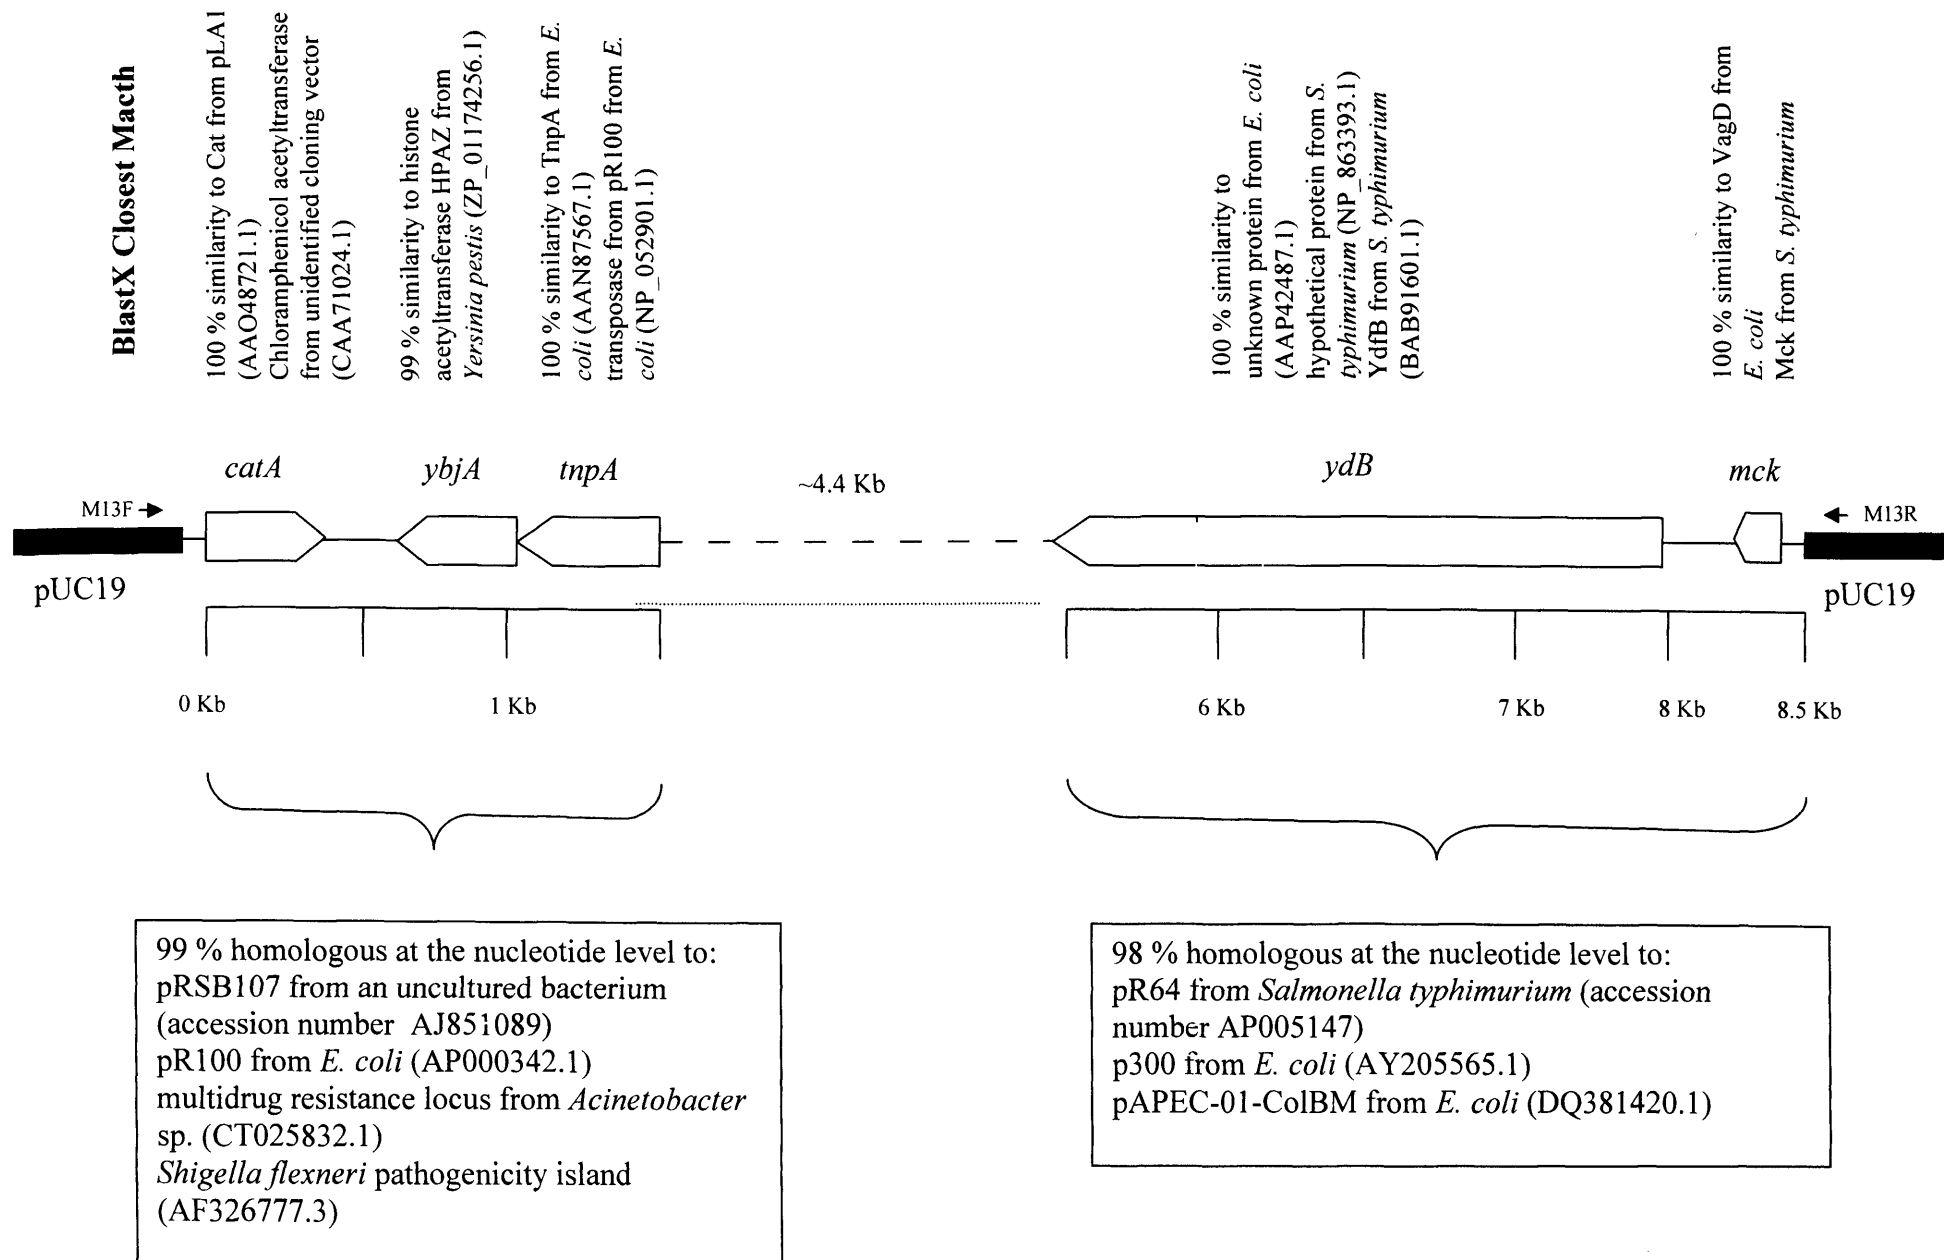 BlastX Closest Macth
100 % similarity to Cat from pLA1
(AAO48721.1)
Chloramphenicol acetyltransferase
from unidentified cloning vector
(CAA71024.1)
99 % similarity to histone
acetyltransferase HPAZ from
Yersinia pestis (ZP_01174256.1)
100 % similarity to TnpA from E.
coli (AAN87567.1)
transposase from pR100 from E.
coli (NP_052901.1)
100 % similarity to
unknown protein from E. coli
(AAP42487.1)
hypothetical protein from S.
typhimurium (NP_863393.1)
YdfB from S. typhimurium
(BAB91601.1)
100 % similarity to VagD from
E. coli
Mck from S. typhimurium
catA
ybjA
tnpA
~4.4 Kb
ydB
mck
M13F
M13R
pUC19
pUC19
0 Kb
1 Kb
6 Kb
7 Kb
8 Kb
8.5 Kb
99 % homologous at the nucleotide level to:
pRSB107 from an uncultured bacterium
(accession number AJ851089)
pR100 from E. coli (AP000342.1)
multidrug resistance locus from Acinetobacter
sp. (CT025832.1)
Shigella flexneri pathogenicity island
(AF326777.3)
98 % homologous at the nucleotide level to:
pR64 from Salmonella typhimurium (accession
number AP005147)
p300 from E. coli (AY205565.1)
pAPEC-01-ColBM from E. coli (DQ381420.1)